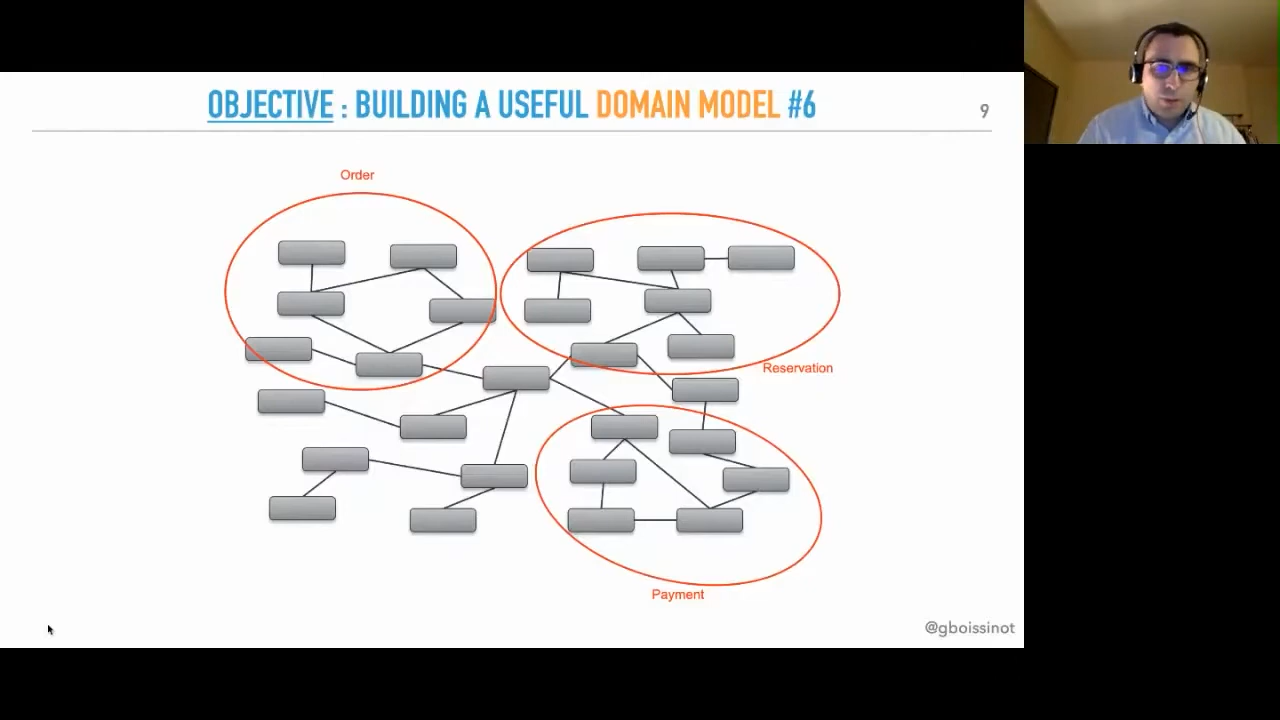 OBJECTIVE : BUILDING A USEFUL DOMAIN MODEL #6
9
Order
Reservation
Payment
@gboissinot